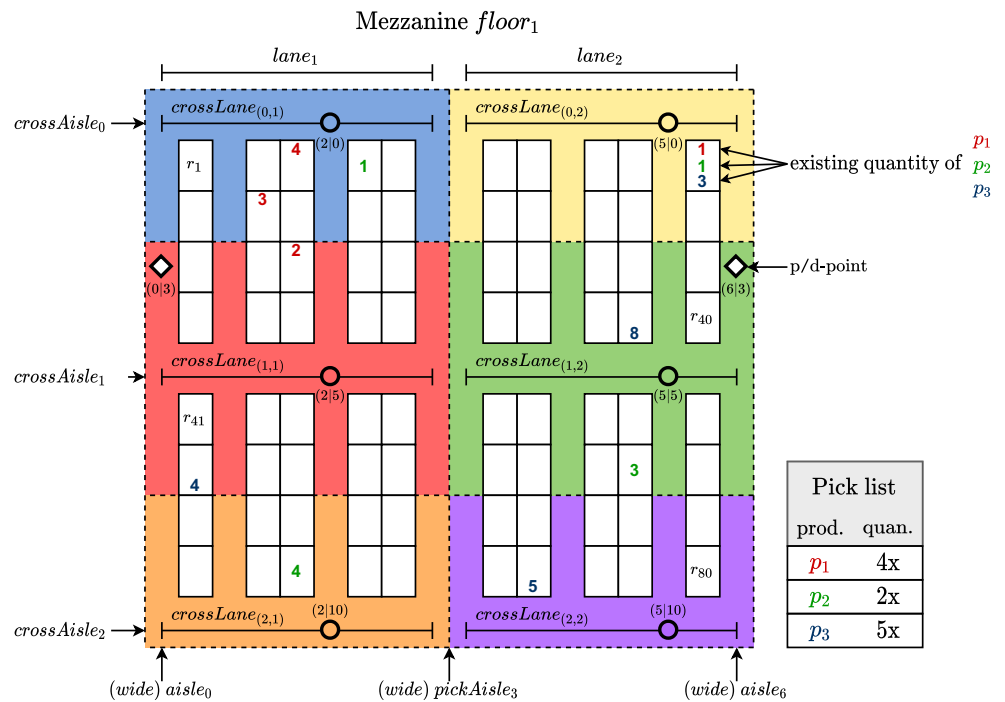 Mezzanine floor₁
lane₁ lane₂
crossLane₍₀,₁₎ crossLane₍₀,₂₎
crossAisle₀
(2|0) (5|0)
r₁ 4 1 1 p₁
1 existing quantity of p₂
3 p₃
3
2
(0|3) (6|3) p/d-point
r₄₀
8
crossLane₍₁,₁₎ crossLane₍₁,₂₎
crossAisle₁
(2|5) (5|5)
r₄₁
3
4
Pick list
prod. quan.
p₁ 4x
p₂ 2x
p₃ 5x
4 r₈₀
5
(2|10) (5|10)
crossLane₍₂,₁₎ crossLane₍₂,₂₎
crossAisle₂
(wide) aisle₀ (wide) pickAisle₃ (wide) aisle₆